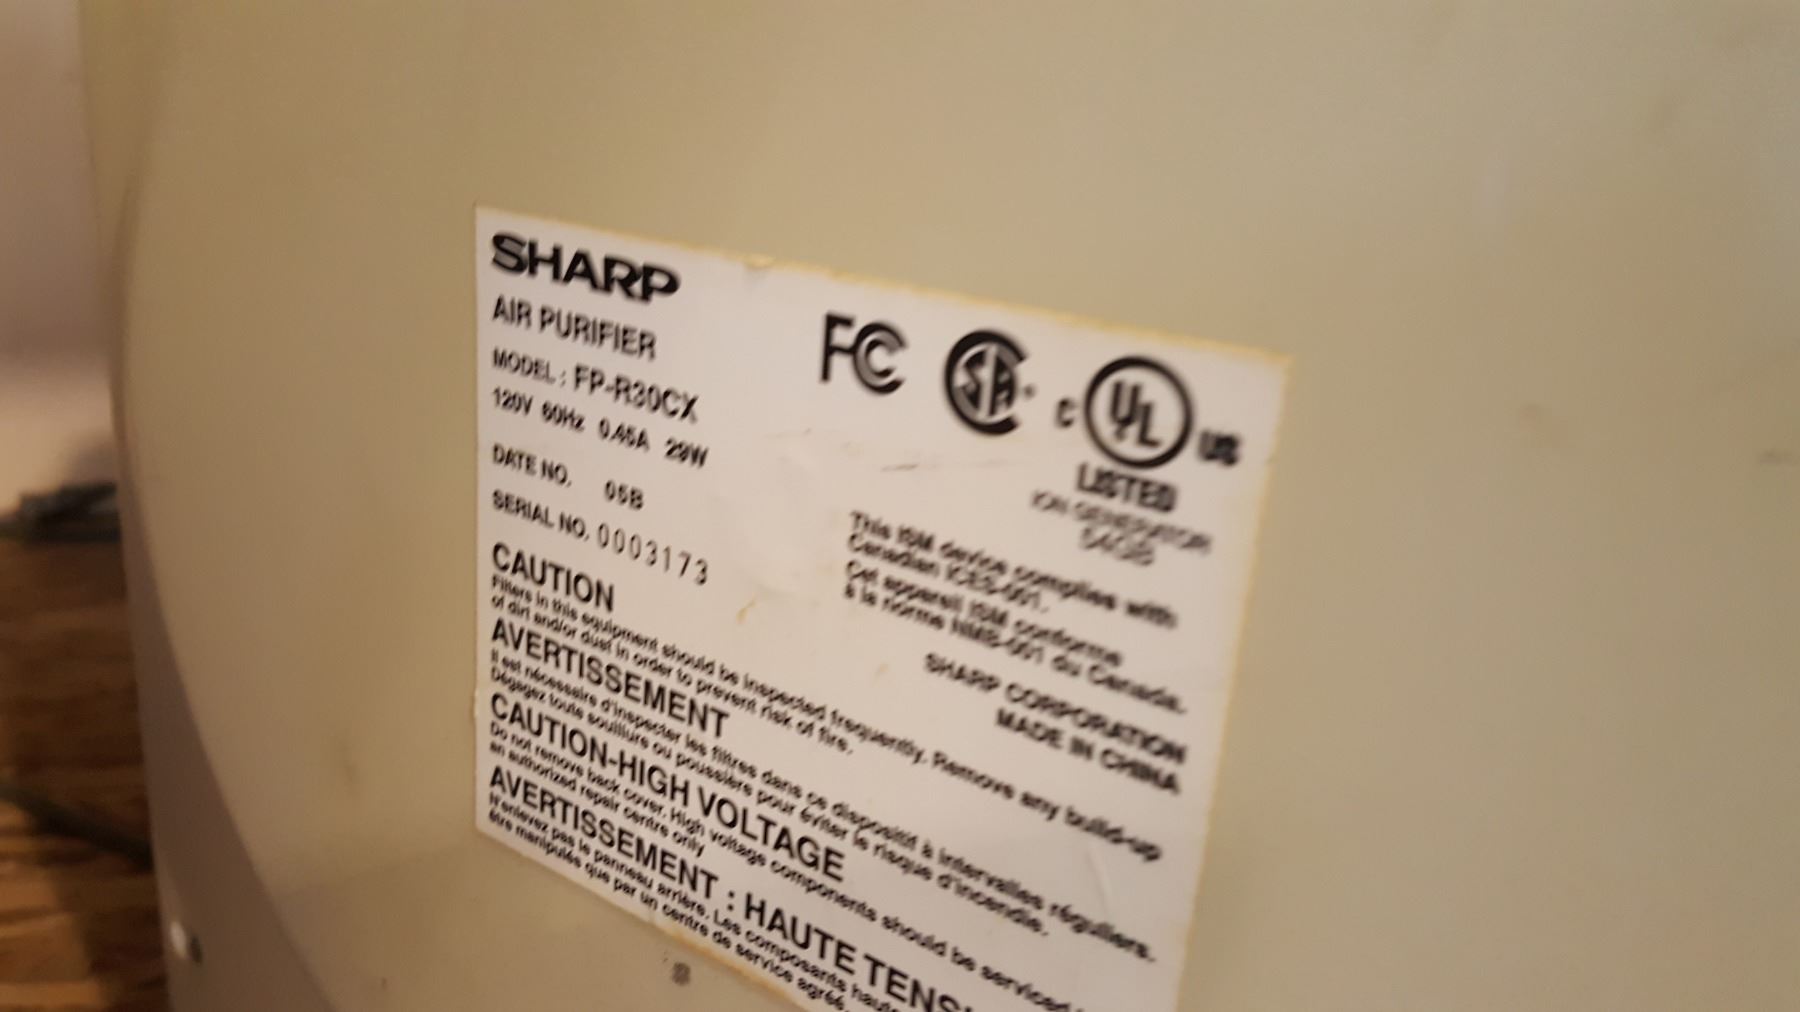 SHARP
AIR PURIFIER
MODEL : FP-R30CX
120V 60Hz 0.45A 29W
DATE NO. 05B
SERIAL NO. 0003173
FC
SA
C UL US
LISTED
ION GENERATOR
54GB
This ISM device complies with
Canadian ICES-001.
Cet appareil ISM conforme
à la norme NMB-001 du Canada.
SHARP CORPORATION
MADE IN CHINA
CAUTION
Filters in this equipment should be inspected frequently. Remove any build-up
of dirt and/or dust in order to prevent risk of fire.
AVERTISSEMENT
Il est nécessaire d'inspecter les filtres dans ce dispositif à intervalles réguliers.
Dégagez toute souillure ou poussière pour éviter le risque d'incendie.
CAUTION-HIGH VOLTAGE
Do not remove back cover. High voltage components should be serviced
an authorized repair centre only
AVERTISSEMENT : HAUTE TENS
N'enlevez pas le panneau arrière. Les composants haut
être manipulés que par un centre de service agréé.